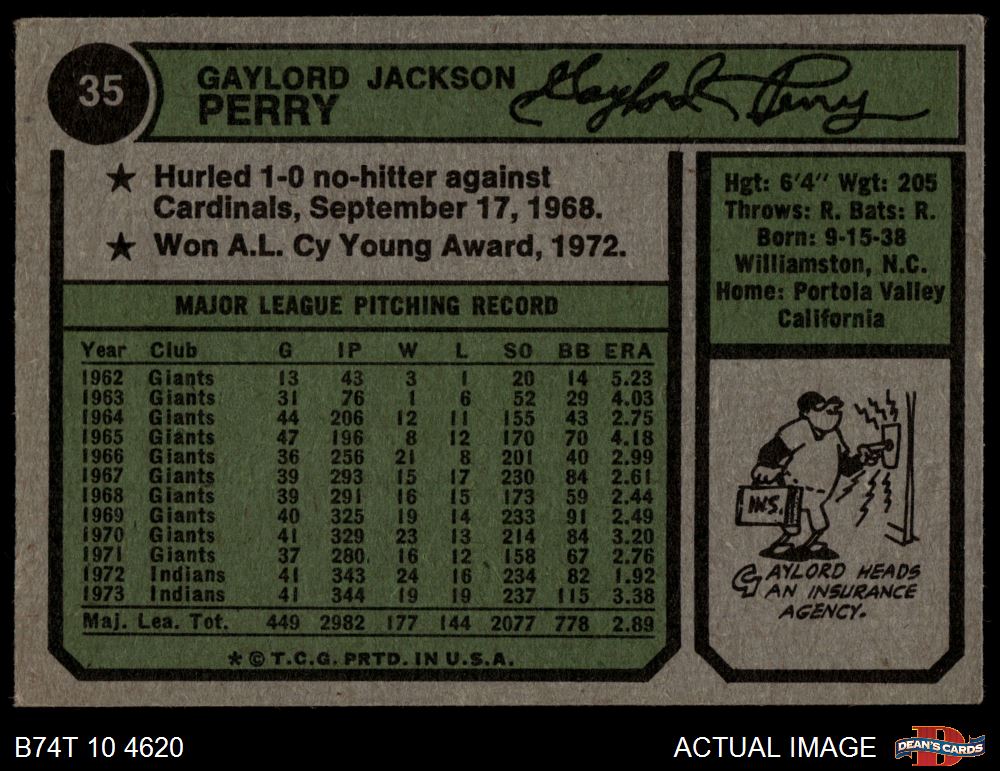 35
GAYLORD JACKSON
PERRY
Gaylord Perry
★ Hurled 1-0 no-hitter against
Cardinals, September 17, 1968.
★ Won A.L. Cy Young Award, 1972.
Hgt: 6'4" Wgt: 205
Throws: R. Bats: R.
Born: 9-15-38
Williamston, N.C.
Home: Portola Valley
California
MAJOR LEAGUE PITCHING RECORD
Year Club G IP W L SO BB ERA
1962 Giants 13 43 3 1 20 14 5.23
1963 Giants 31 76 1 6 52 29 4.03
1964 Giants 44 206 12 11 155 43 2.75
1965 Giants 47 196 8 12 170 70 4.18
1966 Giants 36 256 21 8 201 40 2.99
1967 Giants 39 293 15 17 230 84 2.61
1968 Giants 39 291 16 15 173 59 2.44
1969 Giants 40 325 19 14 233 91 2.49
1970 Giants 41 329 23 13 214 84 3.20
1971 Giants 37 280. 16 12 158 67 2.76
1972 Indians 41 343 24 16 234 82 1.92
1973 Indians 41 344 19 19 237 115 3.38
Maj. Lea. Tot. 449 2982 177 144 2077 778 2.89
* © T.C.G. PRTD. IN U.S.A.
INS.
GAYLORD HEADS
AN INSURANCE
AGENCY.
B74T 10 4620
ACTUAL IMAGE
D
DEAN'S CARDS